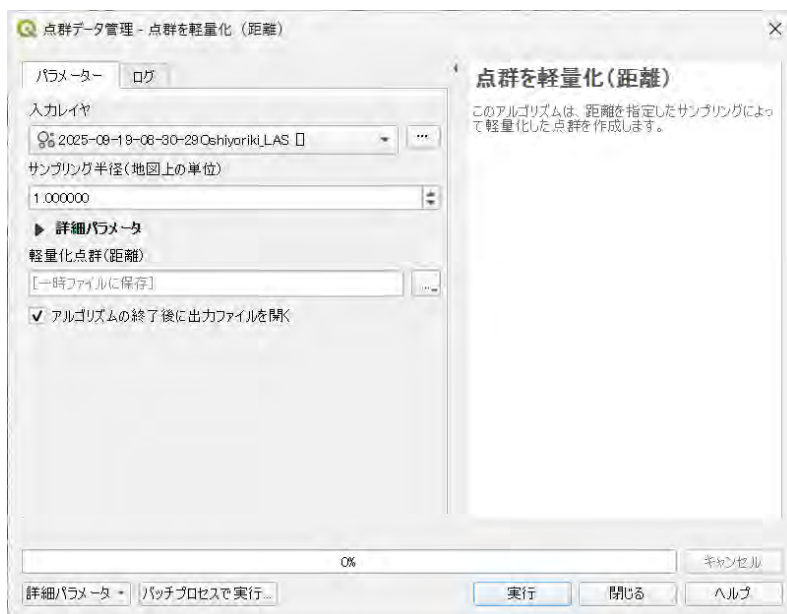 点群データ管理 - 点群を軽量化（距離）
パラメーター ログ
入力レイヤ
2025-09-19-08-30-29Oshiyoriki_LAS []
...
サンプリング半径(地図上の単位)
1.000000
詳細パラメータ
軽量化点群(距離)
[一時ファイルに保存]
...
アルゴリズムの終了後に出力ファイルを開く
点群を軽量化(距離)
このアルゴリズムは、距離を指定したサンプリングによっ
て軽量化した点群を作成します。
0%
キャンセル
詳細パラメータ バッチプロセスで実行... 実行 閉じる ヘルプ